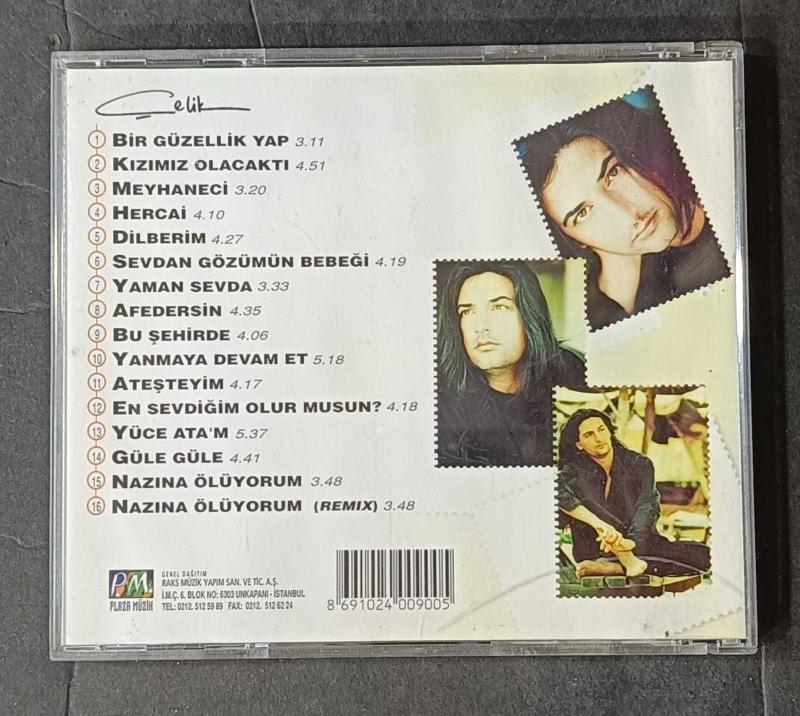 Çelik
1 BİR GÜZELLİK YAP 3.11
2 KIZIMIZ OLACAKTI 4.51
3 MEYHANECİ 3.20
4 HERCAİ 4.10
5 DİLBERİM 4.27
6 SEVDAN GÖZÜMÜN BEBEĞİ 4.19
7 YAMAN SEVDA 3.33
8 AFEDERSİN 4.35
9 BU ŞEHİRDE 4.06
10 YANMAYA DEVAM ET 5.18
11 ATEŞTEYİM 4.17
12 EN SEVDİĞİM OLUR MUSUN? 4.18
13 YÜCE ATA'M 5.37
14 GÜLE GÜLE 4.41
15 NAZINA ÖLÜYORUM 3.48
16 NAZINA ÖLÜYORUM (REMIX) 3.48
PM
PLAZA MÜZİK
GENEL DAĞITIM
RAKS MÜZİK YAPIM SAN. VE TİC. A.Ş.
İ.M.Ç. 6. BLOK NO: 6303 UNKAPANI - İSTANBUL
TEL: 0212. 512 59 89 FAX: 0212. 512 62 24
8 691024 009005